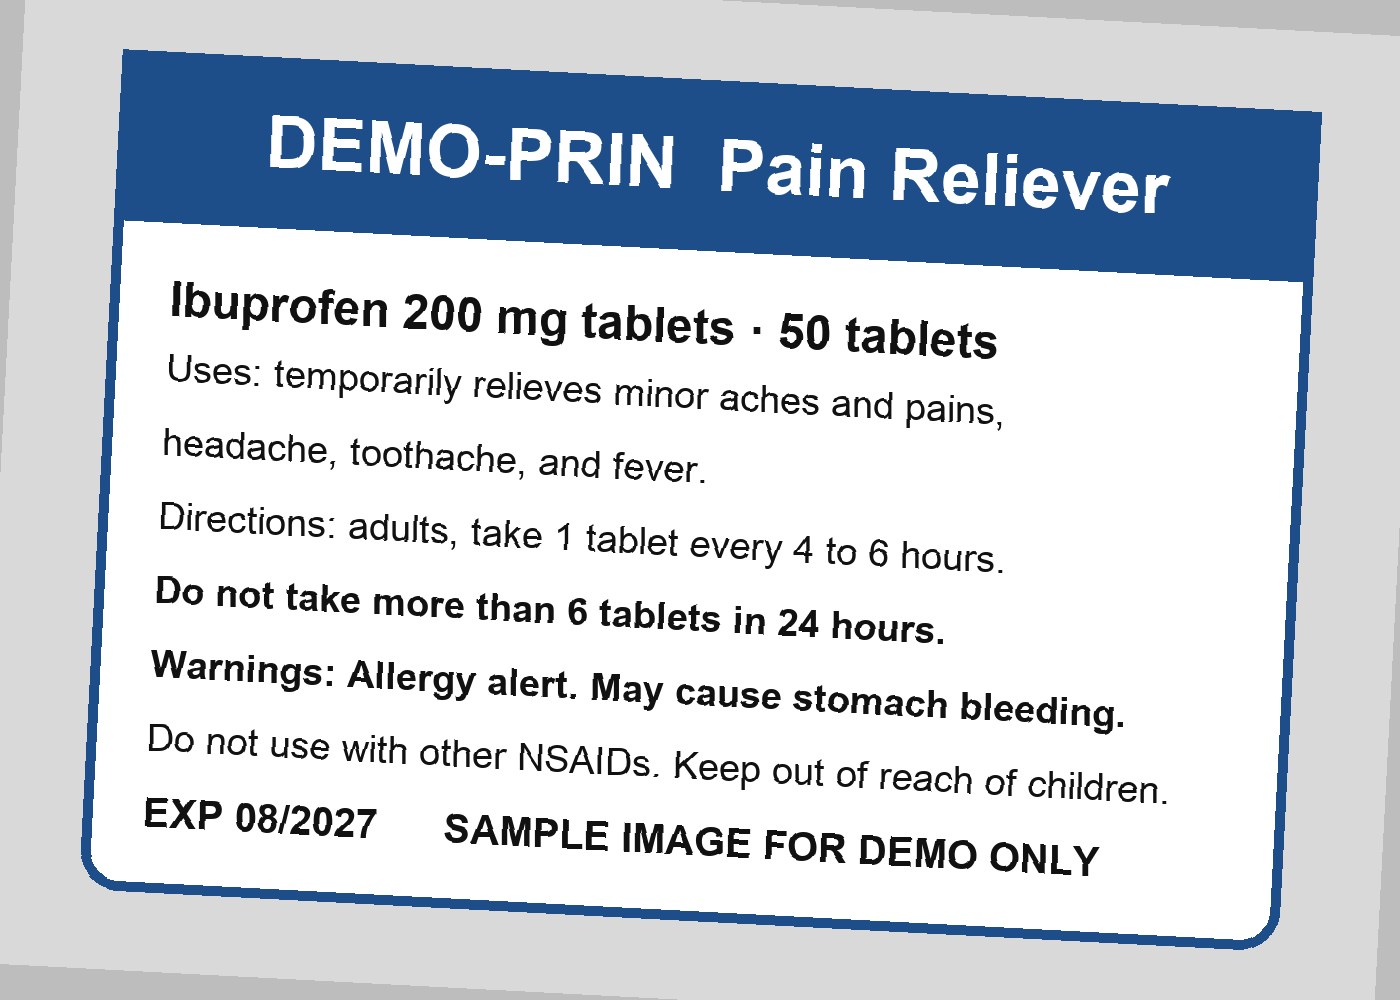 DEMO-PRIN Pain Reliever
Ibuprofen 200 mg tablets · 50 tablets
Uses: temporarily relieves minor aches and pains,
headache, toothache, and fever.
Directions: adults, take 1 tablet every 4 to 6 hours.
Do not take more than 6 tablets in 24 hours.
Warnings: Allergy alert. May cause stomach bleeding.
Do not use with other NSAIDs. Keep out of reach of children.
EXP 08/2027 SAMPLE IMAGE FOR DEMO ONLY